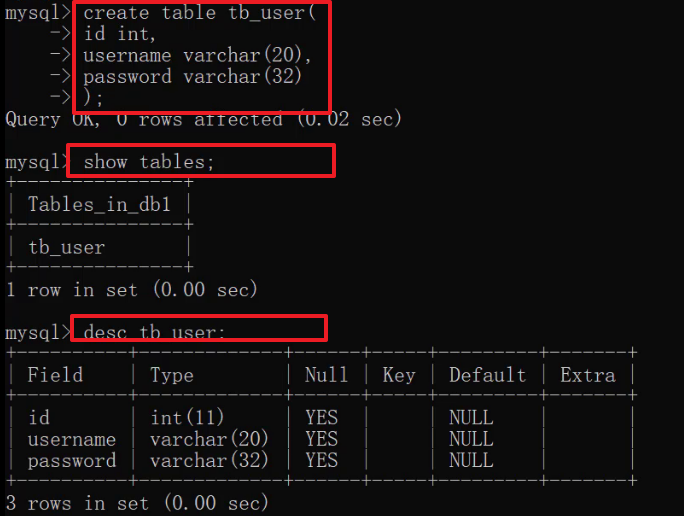 mysql> create table tb_user(
    -> id int,
    -> username varchar(20),
    -> password varchar(32)
    -> );
Query OK, 0 rows affected (0.02 sec)

mysql> show tables;
+---------------+
| Tables_in_db1 |
+---------------+
| tb_user       |
+---------------+
1 row in set (0.00 sec)

mysql> desc tb_user;
+----------+-------------+------+-----+---------+-------+
| Field    | Type        | Null | Key | Default | Extra |
+----------+-------------+------+-----+---------+-------+
| id       | int(11)     | YES  |     | NULL    |       |
| username | varchar(20) | YES  |     | NULL    |       |
| password | varchar(32) | YES  |     | NULL    |       |
+----------+-------------+------+-----+---------+-------+
3 rows in set (0.00 sec)